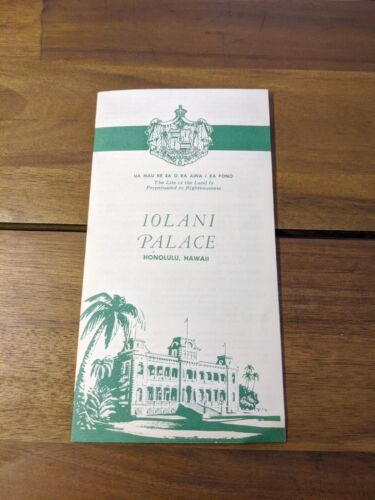 UA MAU KE EA O KA AINA I KA PONO
The Life of the Land Is
Perpetuated in Righteousness
IOLANI
PALACE
HONOLULU, HAWAII